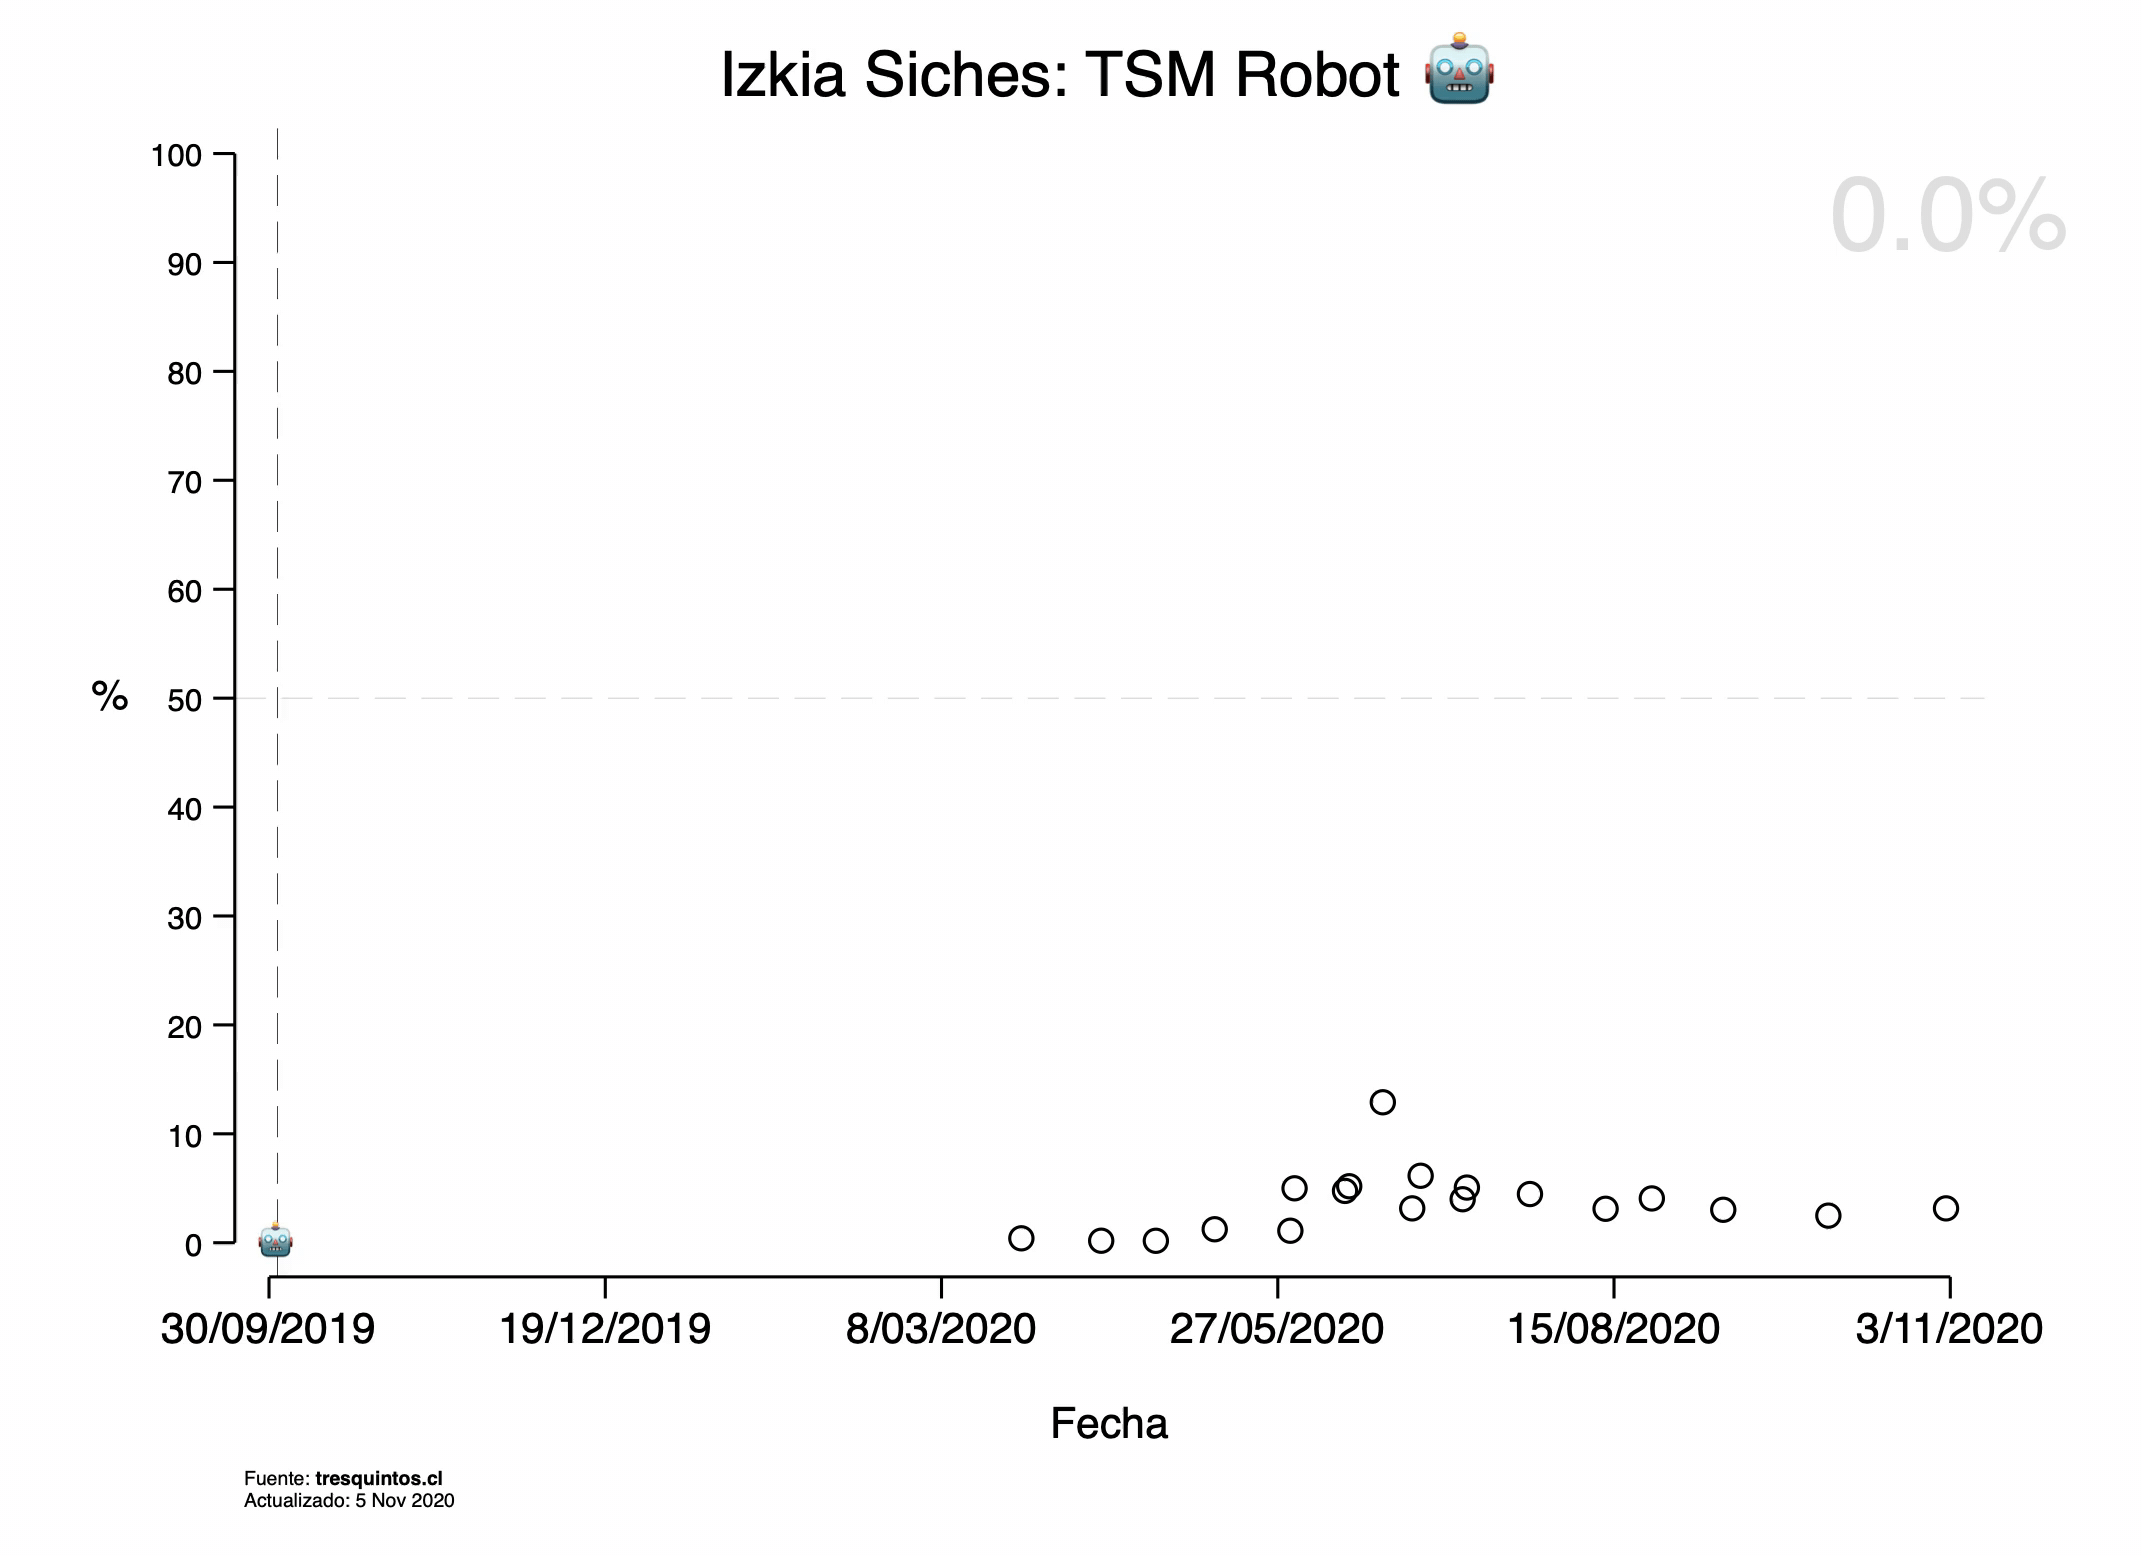 Izkia Siches: TSM Robot 🤖
0.0%
100
90
80
70
60
% 50
40
30
20
10
0
30/09/2019 19/12/2019 8/03/2020 27/05/2020 15/08/2020 3/11/2020
Fecha
Fuente: tresquintos.cl
Actualizado: 5 Nov 2020